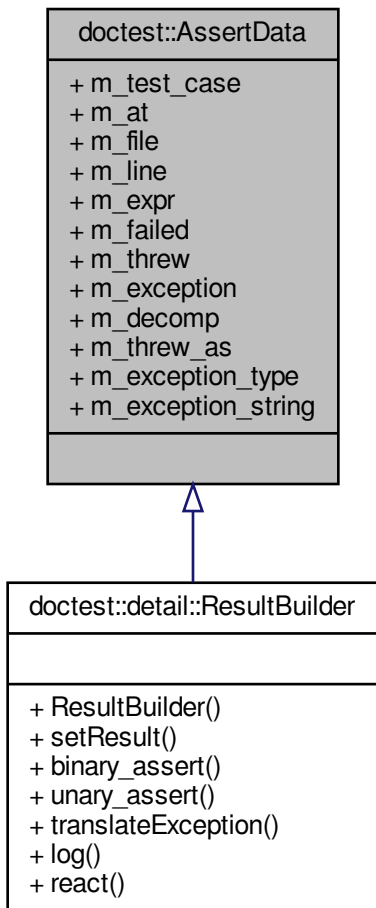 doctest::AssertData
+ m_test_case
+ m_at
+ m_file
+ m_line
+ m_expr
+ m_failed
+ m_threw
+ m_exception
+ m_decomp
+ m_threw_as
+ m_exception_type
+ m_exception_string
doctest::detail::ResultBuilder
+ ResultBuilder()
+ setResult()
+ binary_assert()
+ unary_assert()
+ translateException()
+ log()
+ react()